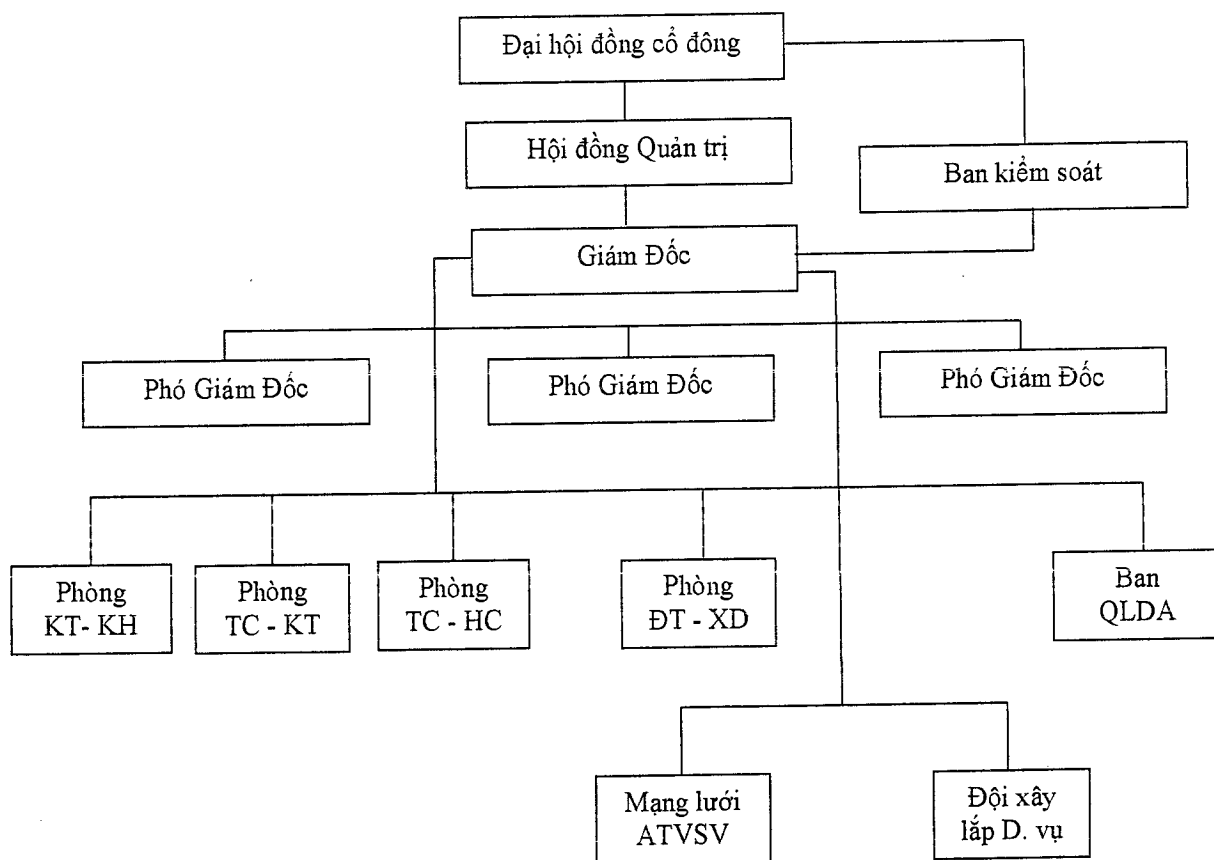 Đại hội đồng cổ đông
Hội đồng Quản trị
Ban kiểm soát
Giám Đốc
Phó Giám Đốc
Phó Giám Đốc
Phó Giám Đốc
Phòng
KT- KH
Phòng
TC - KT
Phòng
TC - HC
Phòng
ĐT - XD
Ban
QLDA
Mạng lưới
ATVSV
Đội xây
lắp D. vụ